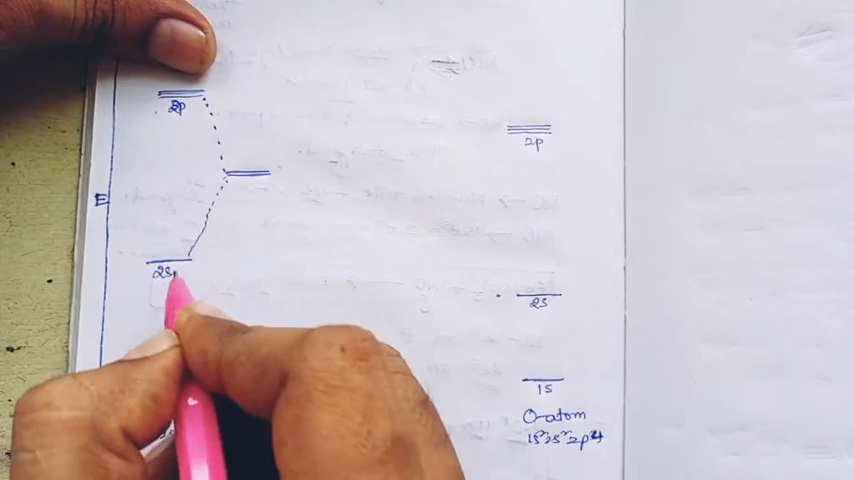 2p
2p
E
2s
2s
1s
O-atom
1s²2s²2p⁴